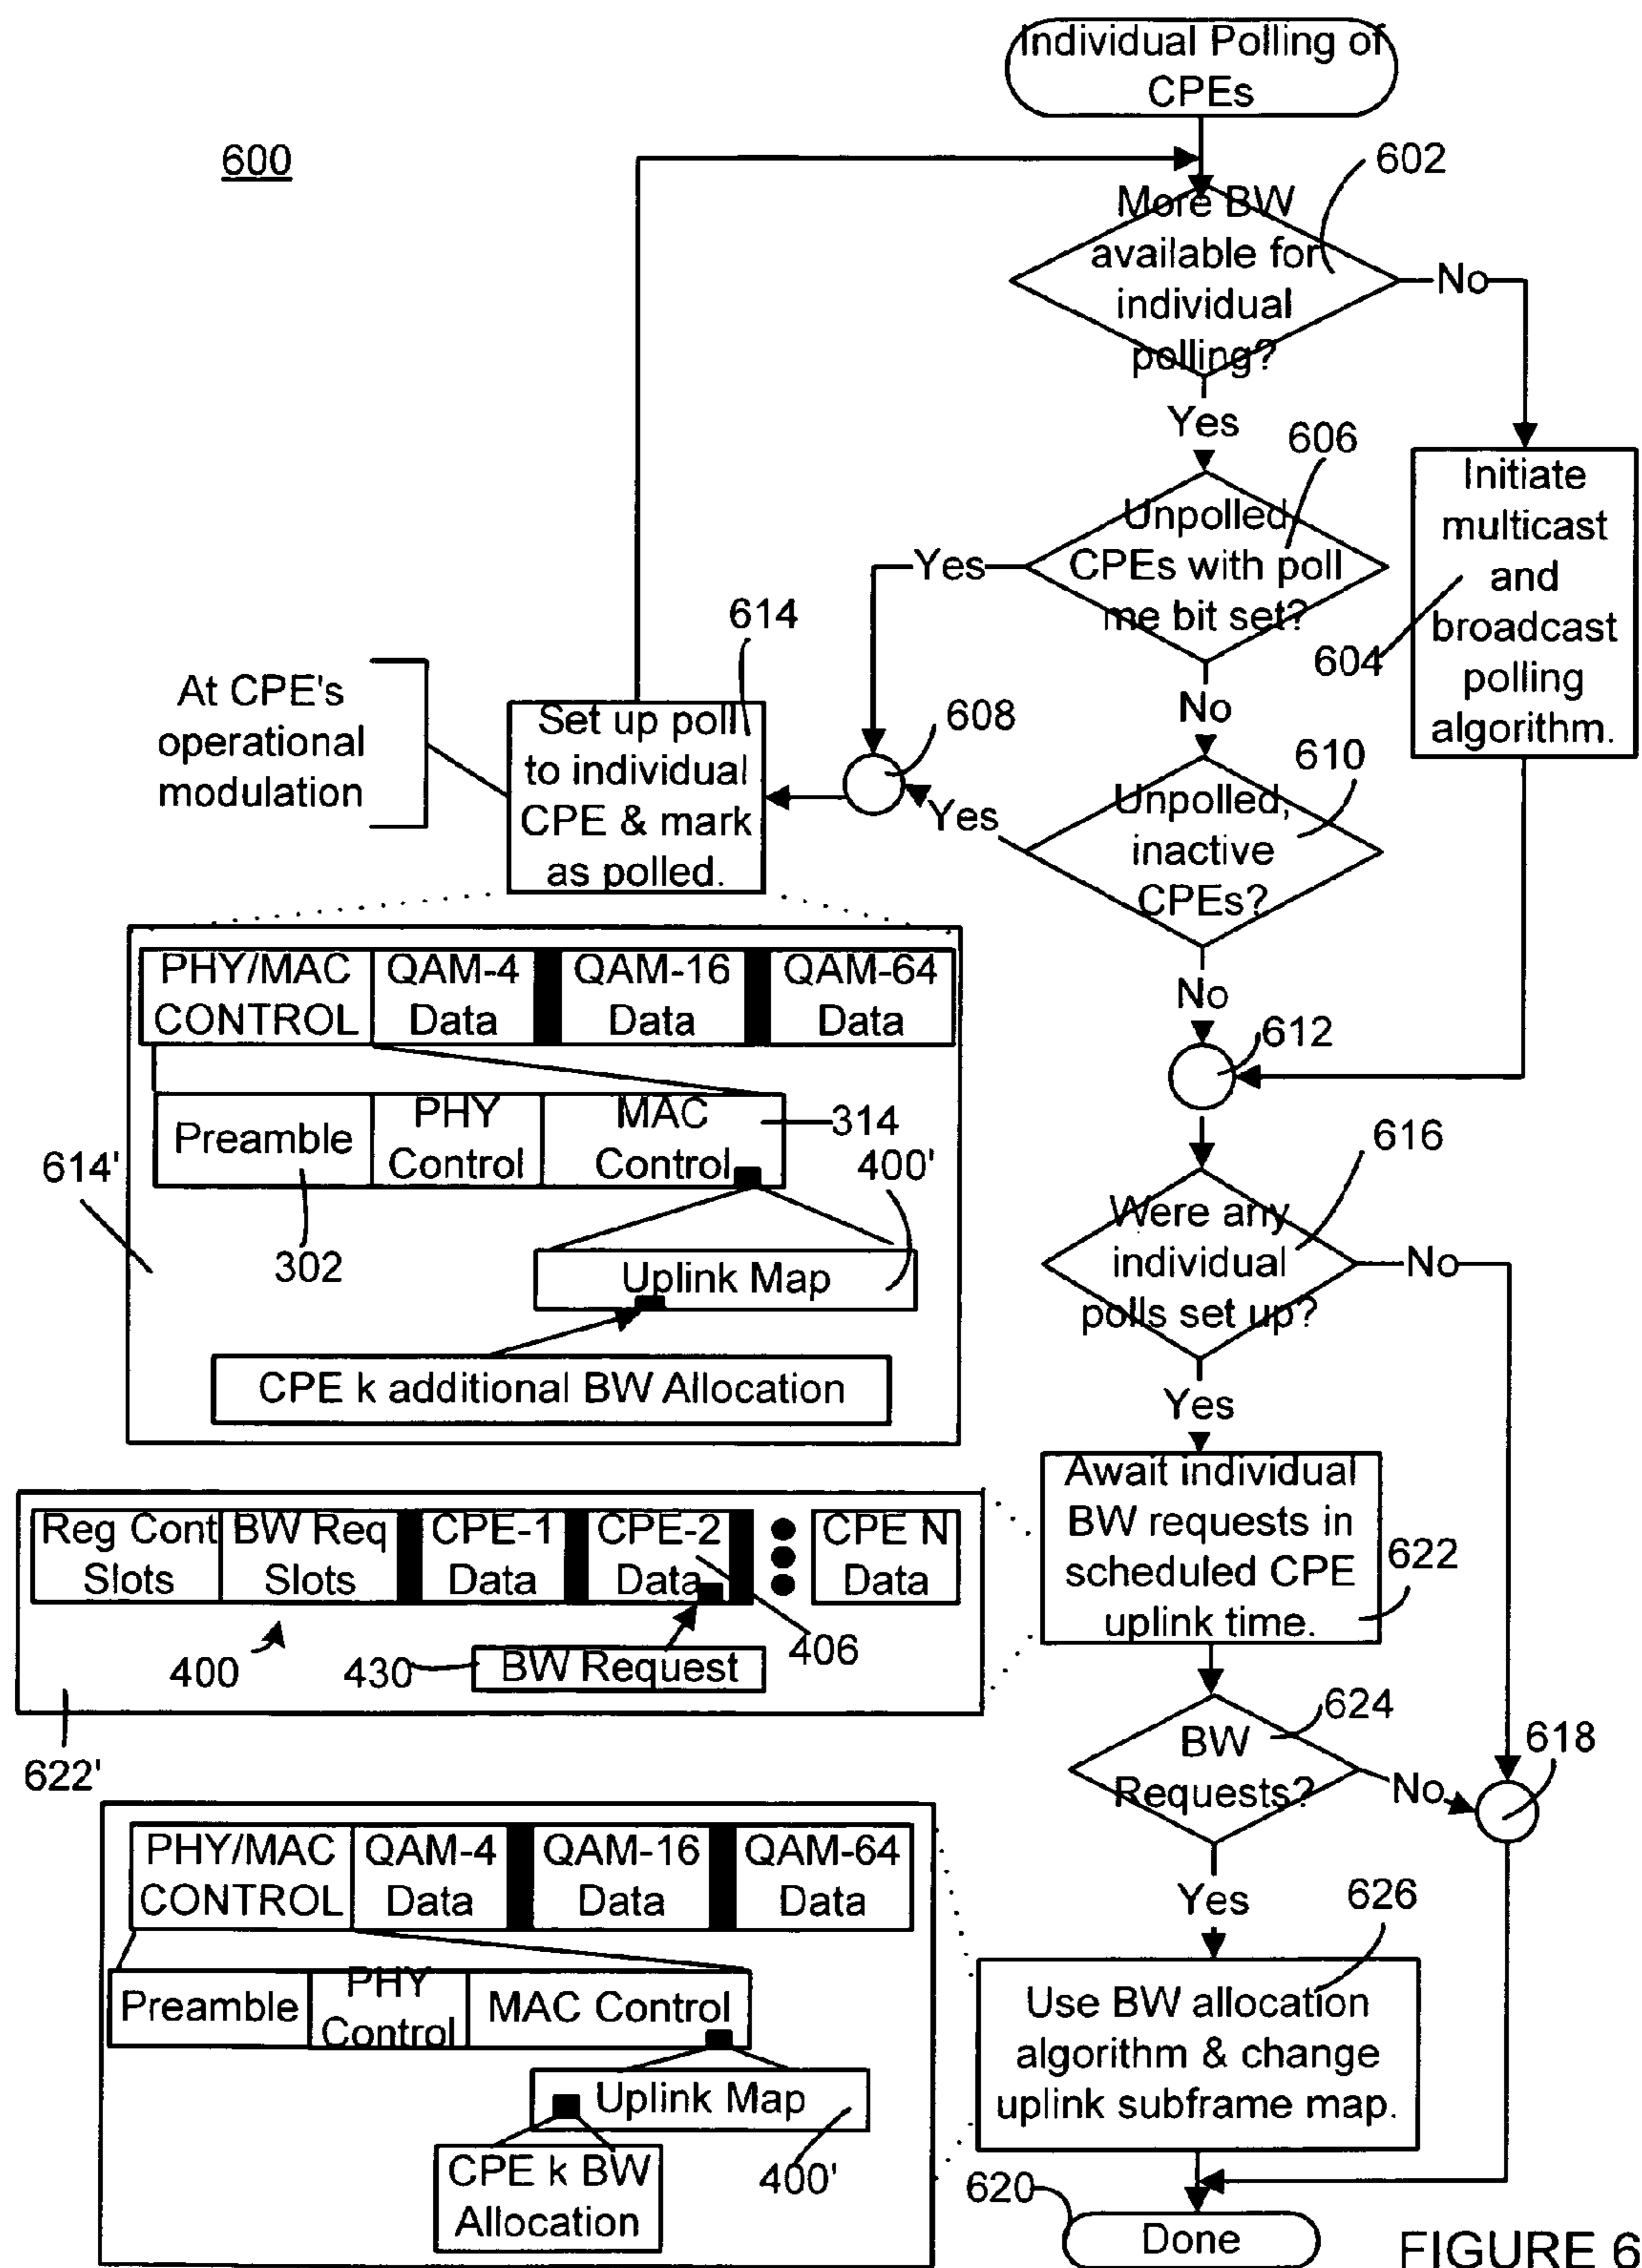 Individual Polling of
CPEs
600
602
More BW
available for
individual
polling?
No
Yes
606
Unpolled,
CPEs with poll
me bit set?
Yes
Initiate
multicast
and
broadcast
polling
algorithm.
604
614
At CPE's
operational
modulation
Set up poll
to individual
CPE & mark
as polled.
608
No
610
Unpolled,
inactive
CPEs?
Yes
No
612
PHY/MAC
CONTROL
QAM-4
Data
QAM-16
Data
QAM-64
Data
Preamble
PHY
Control
MAC
Control
314
400'
614'
302
Uplink Map
CPE k additional BW Allocation
616
Were any
individual
polls set up?
No
Yes
Await individual
BW requests in
scheduled CPE
uplink time.
622
Reg Cont
Slots
BW Req
Slots
CPE-1
Data
CPE-2
Data
CPE N
Data
400
430
BW Request
406
622'
624
BW
Requests?
No
618
Yes
626
PHY/MAC
CONTROL
QAM-4
Data
QAM-16
Data
QAM-64
Data
Preamble
PHY
Control
MAC Control
Uplink Map
CPE k BW
Allocation
400'
Use BW allocation
algorithm & change
uplink subframe map.
620
Done
FIGURE 6